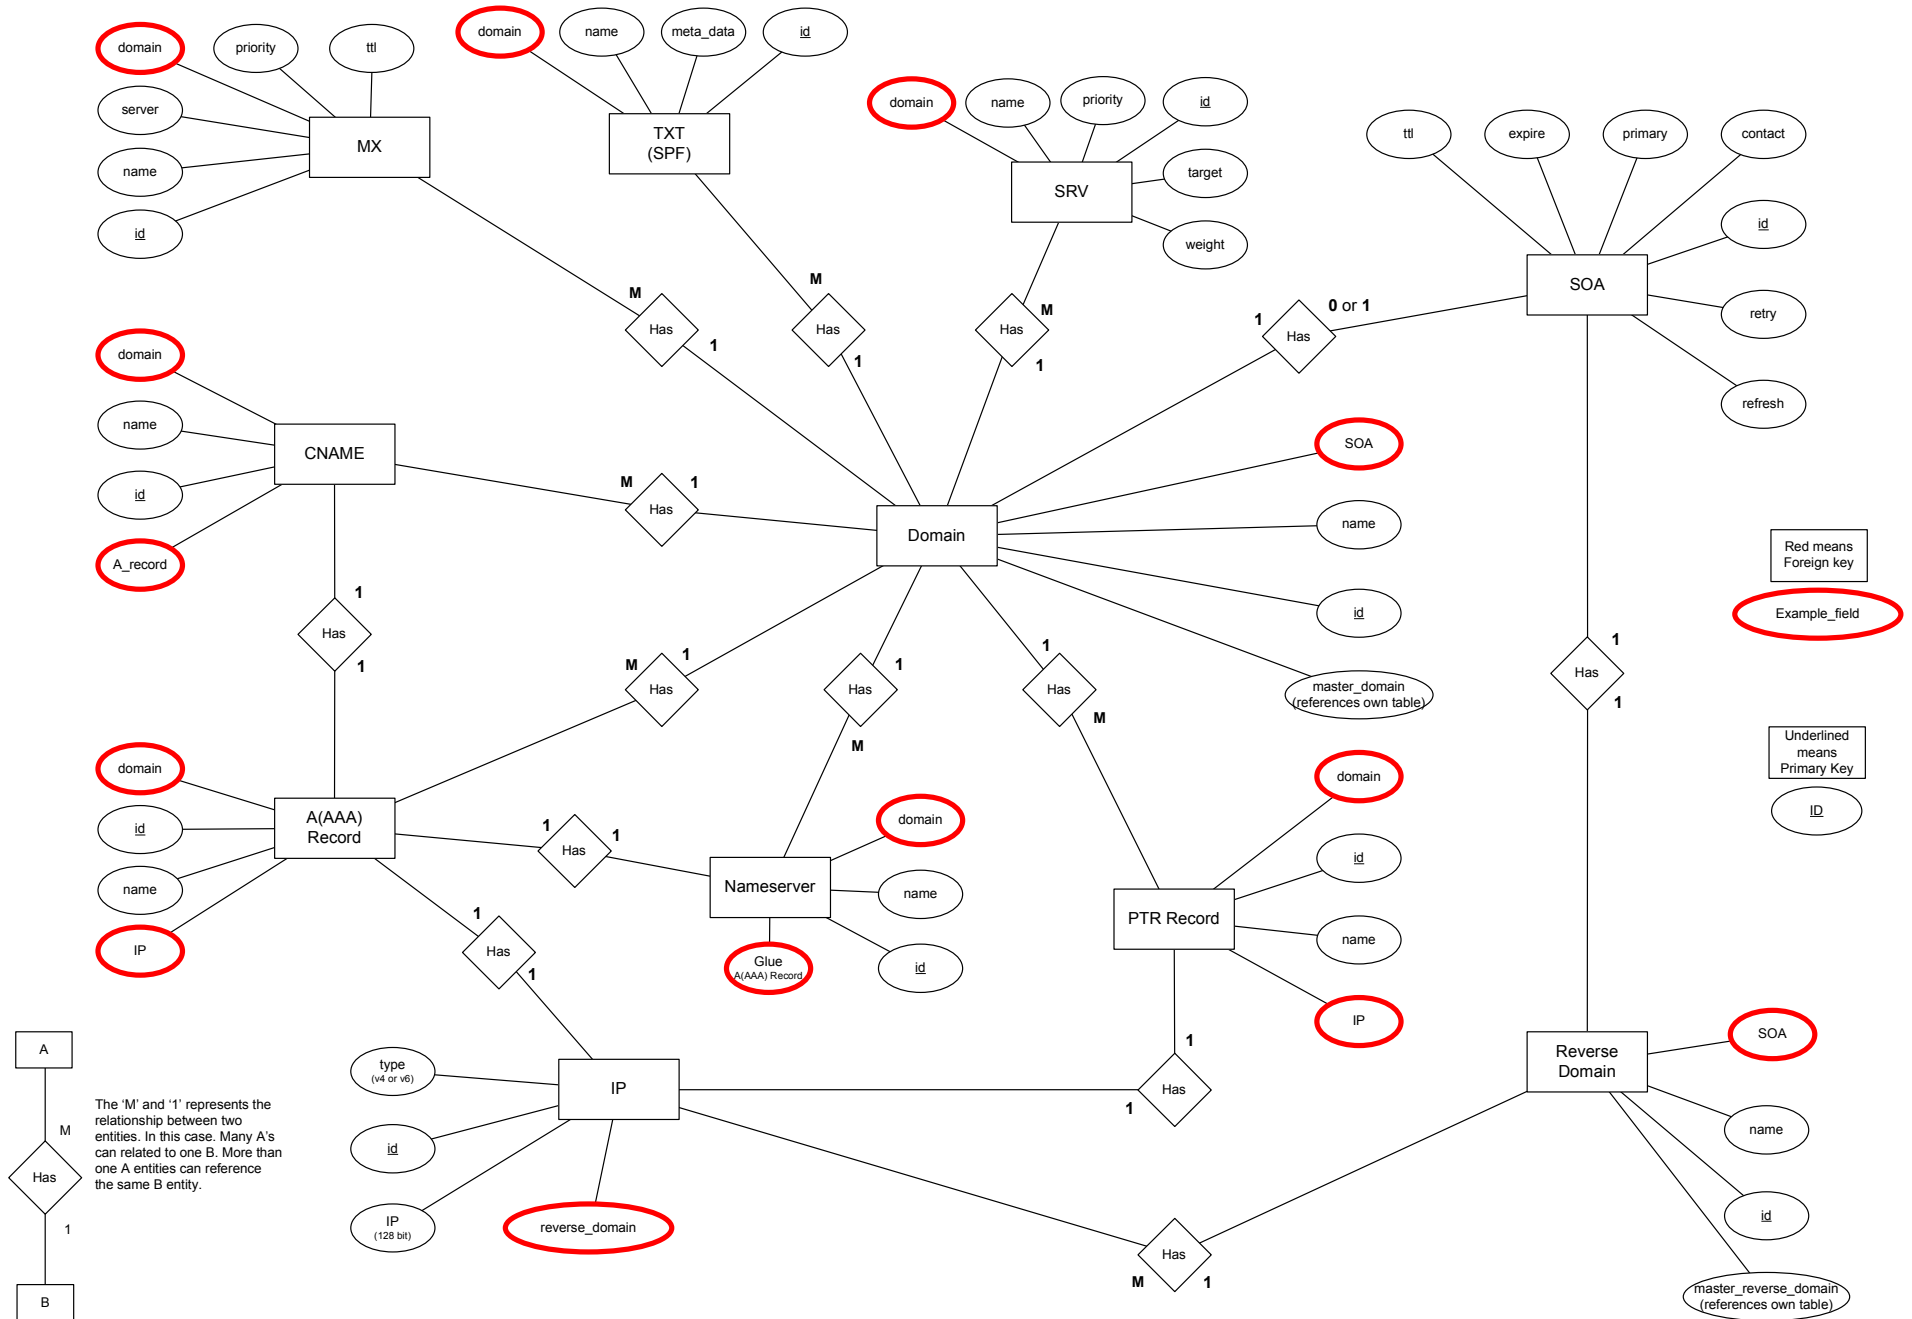 domain
priority
ttl
server
name
id
MX
domain
name
meta_data
id
TXT
(SPF)
domain
name
priority
id
target
weight
SRV
ttl
expire
primary
contact
id
retry
refresh
SOA
M
Has
1
M
Has
1
M
Has
1
0 or 1
1
Has
domain
name
id
A_record
CNAME
M
1
Has
Domain
SOA
name
id
master_domain
(references own table)
Red means
Foreign key
Example_field
Underlined
means
Primary Key
ID
1
Has
1
M
1
Has
1
Has
M
1
Has
M
1
Has
1
domain
id
name
IP
A(AAA)
Record
1
1
Has
domain
name
id
Glue
A(AAA) Record
Nameserver
domain
id
name
IP
PTR Record
1
Has
1
1
Has
1
type
(v4 or v6)
id
IP
(128 bit)
reverse_domain
IP
SOA
name
id
master_reverse_domain
(references own table)
Reverse
Domain
Has
M
1
A
M
Has
1
B
The ‘M’ and ‘1’ represents the
relationship between two
entities. In this case. Many A’s
can related to one B. More than
one A entities can reference
the same B entity.